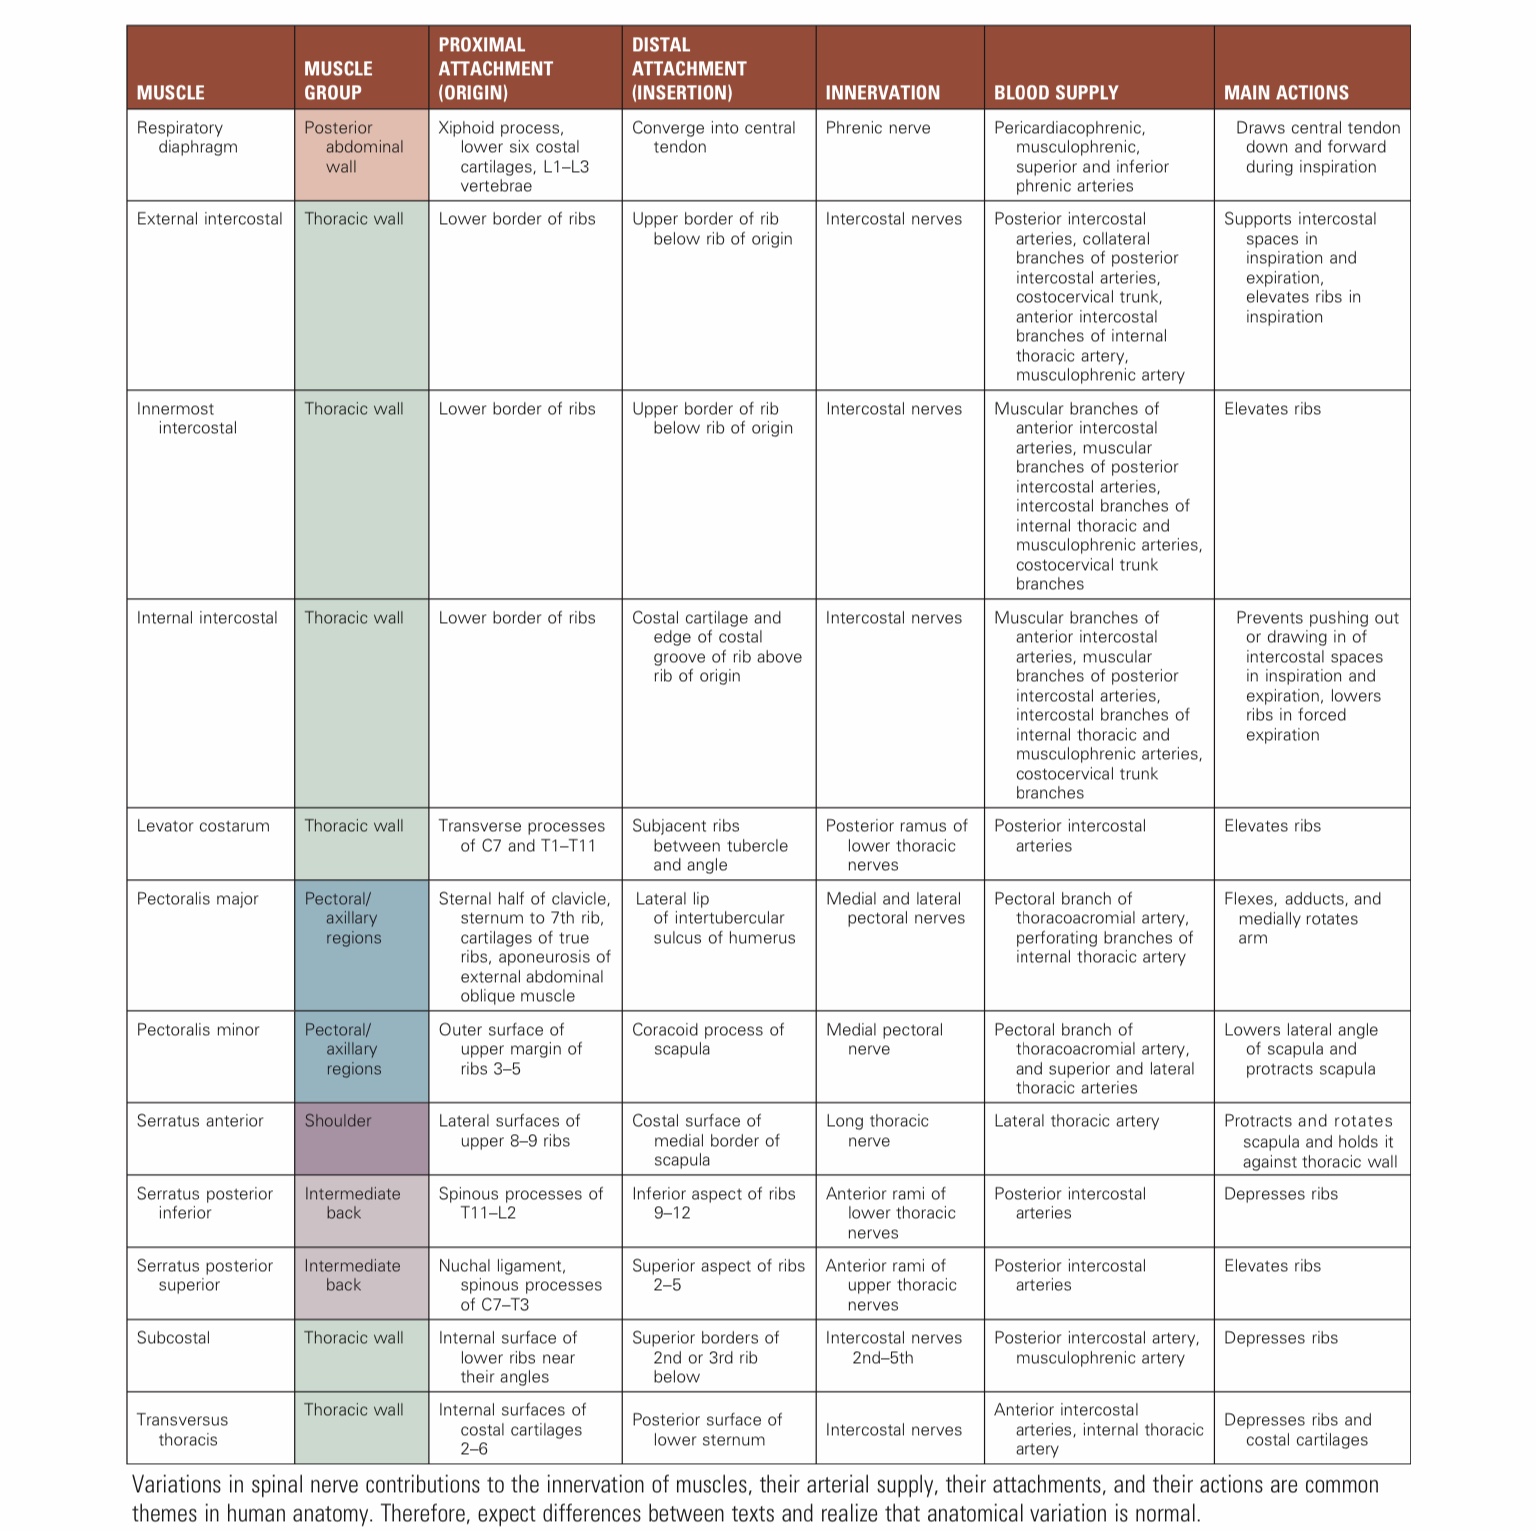 MUSCLE
MUSCLE
GROUP
PROXIMAL
ATTACHMENT
(ORIGIN)
DISTAL
ATTACHMENT
(INSERTION)
INNERVATION
BLOOD SUPPLY
MAIN ACTIONS
Respiratory
diaphragm
Posterior
abdominal
wall
Xiphoid process,
lower six costal
cartilages, L1–L3
vertebrae
Converge into central
tendon
Phrenic nerve
Pericardiacophrenic,
musculophrenic,
superior and inferior
phrenic arteries
Draws central tendon
down and forward
during inspiration
External intercostal
Thoracic wall
Lower border of ribs
Upper border of rib
below rib of origin
Intercostal nerves
Posterior intercostal
arteries, collateral
branches of posterior
intercostal arteries,
costocervical trunk,
anterior intercostal
branches of internal
thoracic artery,
musculophrenic artery
Supports intercostal
spaces in
inspiration and
expiration,
elevates ribs in
inspiration
Innermost
intercostal
Thoracic wall
Lower border of ribs
Upper border of rib
below rib of origin
Intercostal nerves
Muscular branches of
anterior intercostal
arteries, muscular
branches of posterior
intercostal arteries,
intercostal branches of
internal thoracic and
musculophrenic arteries,
costocervical trunk
branches
Elevates ribs
Internal intercostal
Thoracic wall
Lower border of ribs
Costal cartilage and
edge of costal
groove of rib above
rib of origin
Intercostal nerves
Muscular branches of
anterior intercostal
arteries, muscular
branches of posterior
intercostal arteries,
intercostal branches of
internal thoracic and
musculophrenic arteries,
costocervical trunk
branches
Prevents pushing out
or drawing in of
intercostal spaces
in inspiration and
expiration, lowers
ribs in forced
expiration
Levator costarum
Thoracic wall
Transverse processes
of C7 and T1–T11
Subjacent ribs
between tubercle
and angle
Posterior ramus of
lower thoracic
nerves
Posterior intercostal
arteries
Elevates ribs
Pectoralis major
Pectoral/
axillary
regions
Sternal half of clavicle,
sternum to 7th rib,
cartilages of true
ribs, aponeurosis of
external abdominal
oblique muscle
Lateral lip
of intertubercular
sulcus of humerus
Medial and lateral
pectoral nerves
Pectoral branch of
thoracoacromial artery,
perforating branches of
internal thoracic artery
Flexes, adducts, and
medially rotates
arm
Pectoralis minor
Pectoral/
axillary
regions
Outer surface of
upper margin of
ribs 3–5
Coracoid process of
scapula
Medial pectoral
nerve
Pectoral branch of
thoracoacromial artery,
and superior and lateral
thoracic arteries
Lowers lateral angle
of scapula and
protracts scapula
Serratus anterior
Shoulder
Lateral surfaces of
upper 8–9 ribs
Costal surface of
medial border of
scapula
Long thoracic
nerve
Lateral thoracic artery
Protracts and rotates
scapula and holds it
against thoracic wall
Serratus posterior
inferior
Intermediate
back
Spinous processes of
T11–L2
Inferior aspect of ribs
9–12
Anterior rami of
lower thoracic
nerves
Posterior intercostal
arteries
Depresses ribs
Serratus posterior
superior
Intermediate
back
Nuchal ligament,
spinous processes
of C7–T3
Superior aspect of ribs
2–5
Anterior rami of
upper thoracic
nerves
Posterior intercostal
arteries
Elevates ribs
Subcostal
Thoracic wall
Internal surface of
lower ribs near
their angles
Superior borders of
2nd or 3rd rib
below
Intercostal nerves
2nd–5th
Posterior intercostal artery,
musculophrenic artery
Depresses ribs
Transversus
thoracis
Thoracic wall
Internal surfaces of
costal cartilages
2–6
Posterior surface of
lower sternum
Intercostal nerves
Anterior intercostal
arteries, internal thoracic
artery
Depresses ribs and
costal cartilages
Variations in spinal nerve contributions to the innervation of muscles, their arterial supply, their attachments, and their actions are common
themes in human anatomy. Therefore, expect differences between texts and realize that anatomical variation is normal.